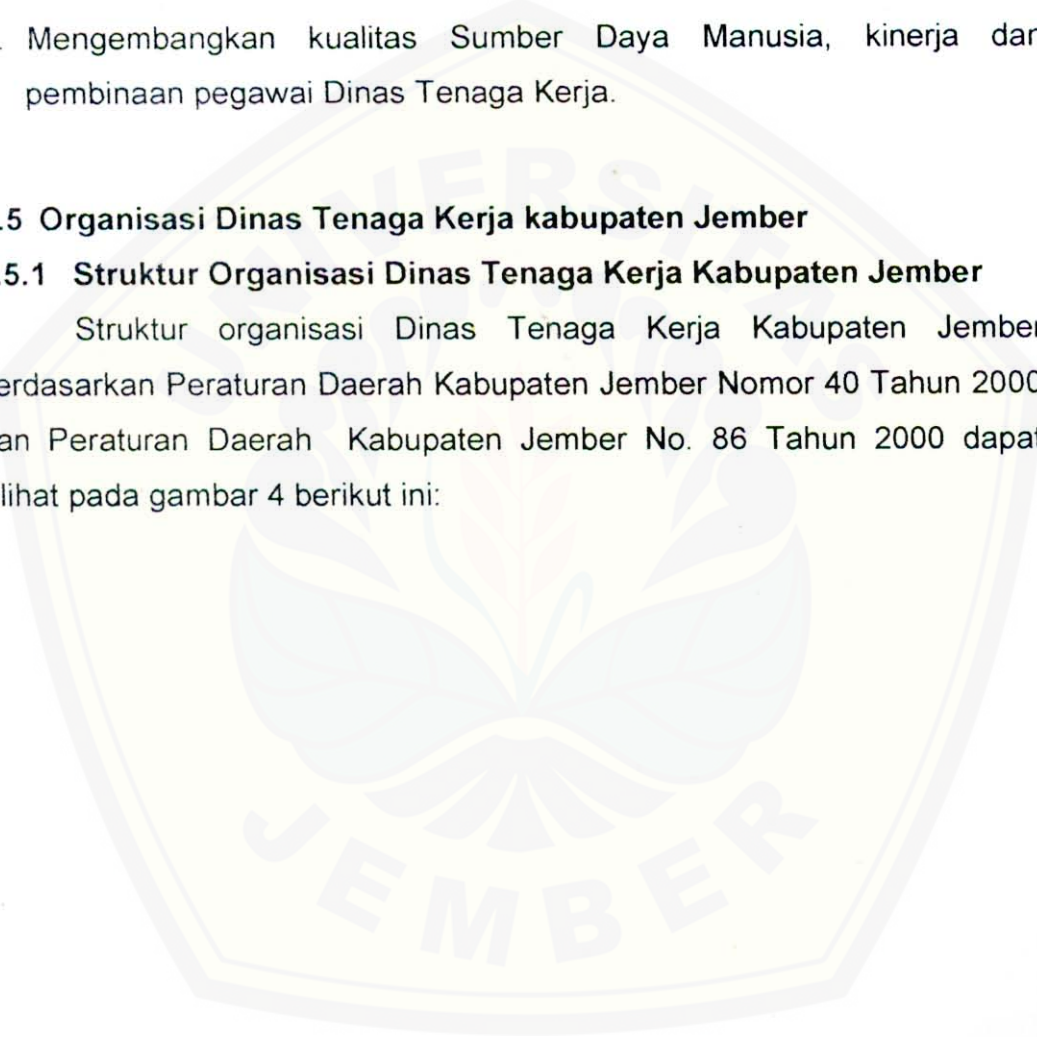 . Mengembangkan kualitas Sumber Daya Manusia, kinerja dan
pembinaan pegawai Dinas Tenaga Kerja.
.5 Organisasi Dinas Tenaga Kerja kabupaten Jember
.5.1 Struktur Organisasi Dinas Tenaga Kerja Kabupaten Jember
Struktur organisasi Dinas Tenaga Kerja Kabupaten Jember
erdasarkan Peraturan Daerah Kabupaten Jember Nomor 40 Tahun 2000
an Peraturan Daerah Kabupaten Jember No. 86 Tahun 2000 dapat
lihat pada gambar 4 berikut ini:
UNIVERSITAS
JEMBER